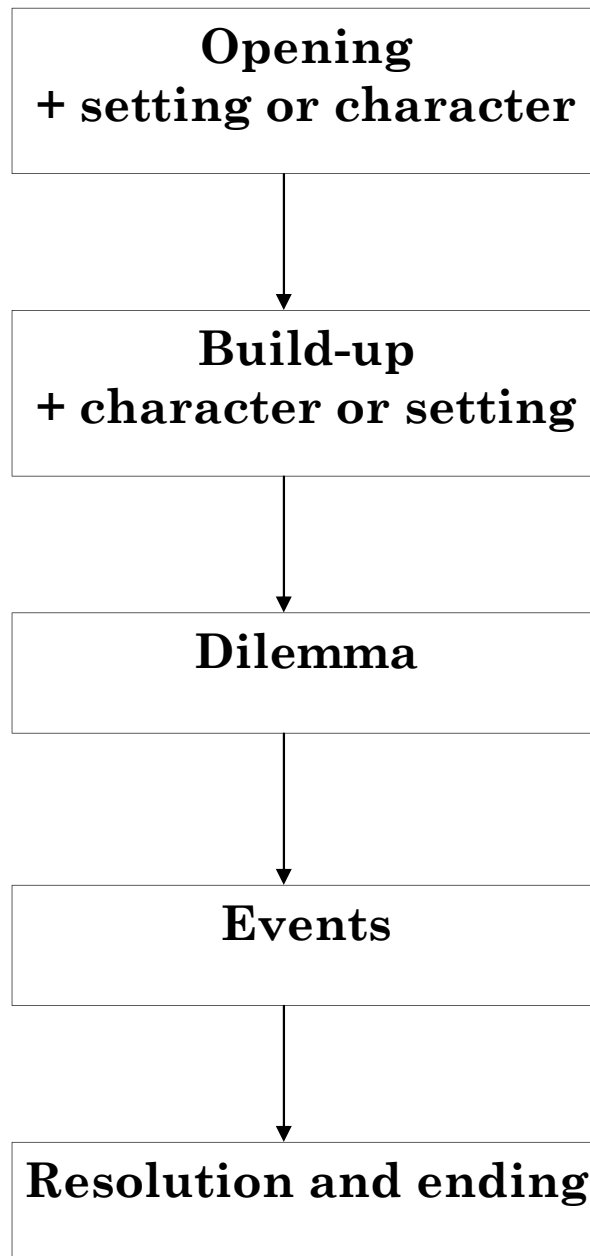 Opening
+ setting or character
Build-up
+ character or setting
Dilemma
Events
Resolution and ending